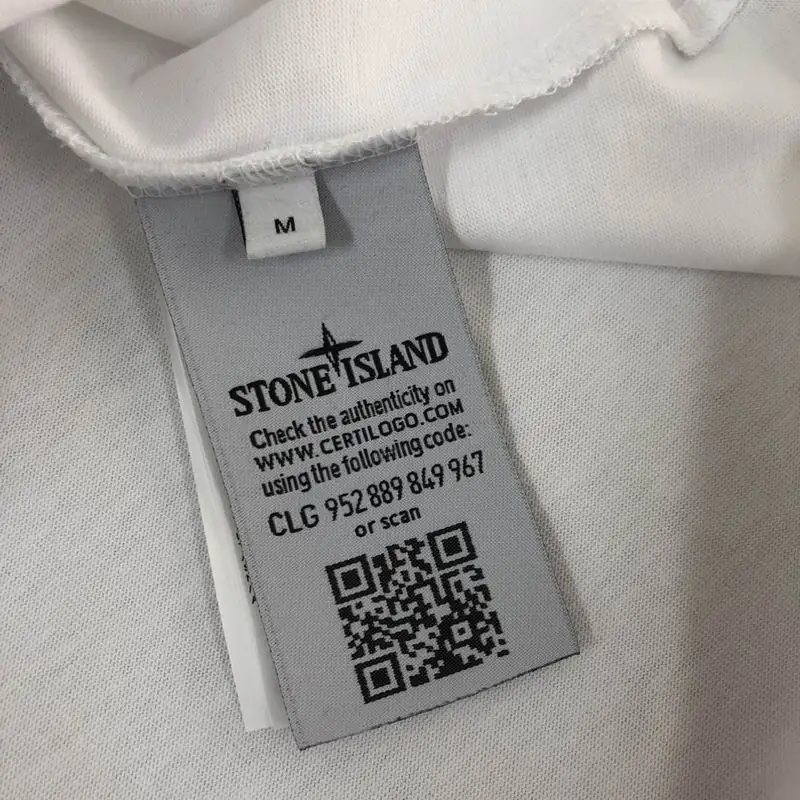 M
STONE ISLAND
Check the authenticity on
WWW.CERTILOGO.COM
using the following code:
CLG 952 889 849 967
or scan